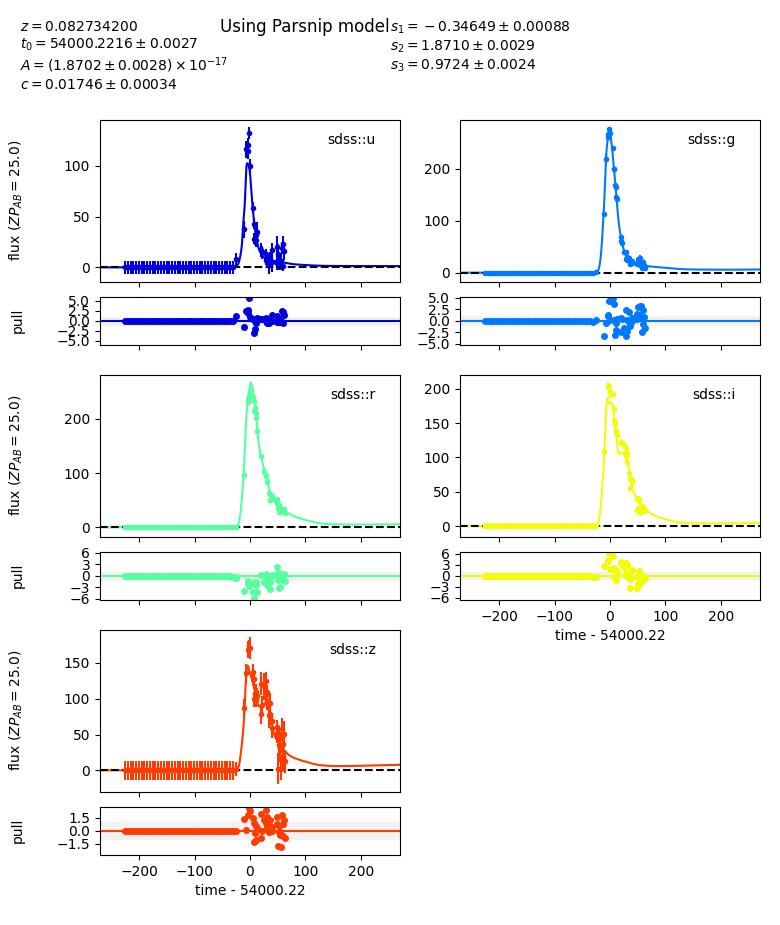 Using Parsnip model
z = 0.082734200
t₀ = 54000.2216 ± 0.0027
A = (1.8702 ± 0.0028) × 10⁻¹⁷
c = 0.01746 ± 0.00034
s₁ = −0.34649 ± 0.00088
s₂ = 1.8710 ± 0.0029
s₃ = 0.9724 ± 0.0024
flux (ZP_AB = 25.0)
100
50
0
sdss::u
200
100
0
sdss::g
pull
5.0
2.5
0.0
−2.5
−5.0
5.0
2.5
0.0
−2.5
−5.0
flux (ZP_AB = 25.0)
200
100
0
sdss::r
200
150
100
50
0
sdss::i
pull
6
3
0
−3
−6
6
3
0
−3
−6
−200 −100 0 100 200
time - 54000.22
flux (ZP_AB = 25.0)
150
100
50
0
sdss::z
pull
1.5
0.0
−1.5
−200 −100 0 100 200
time - 54000.22